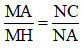 MA/MH = NC/NA